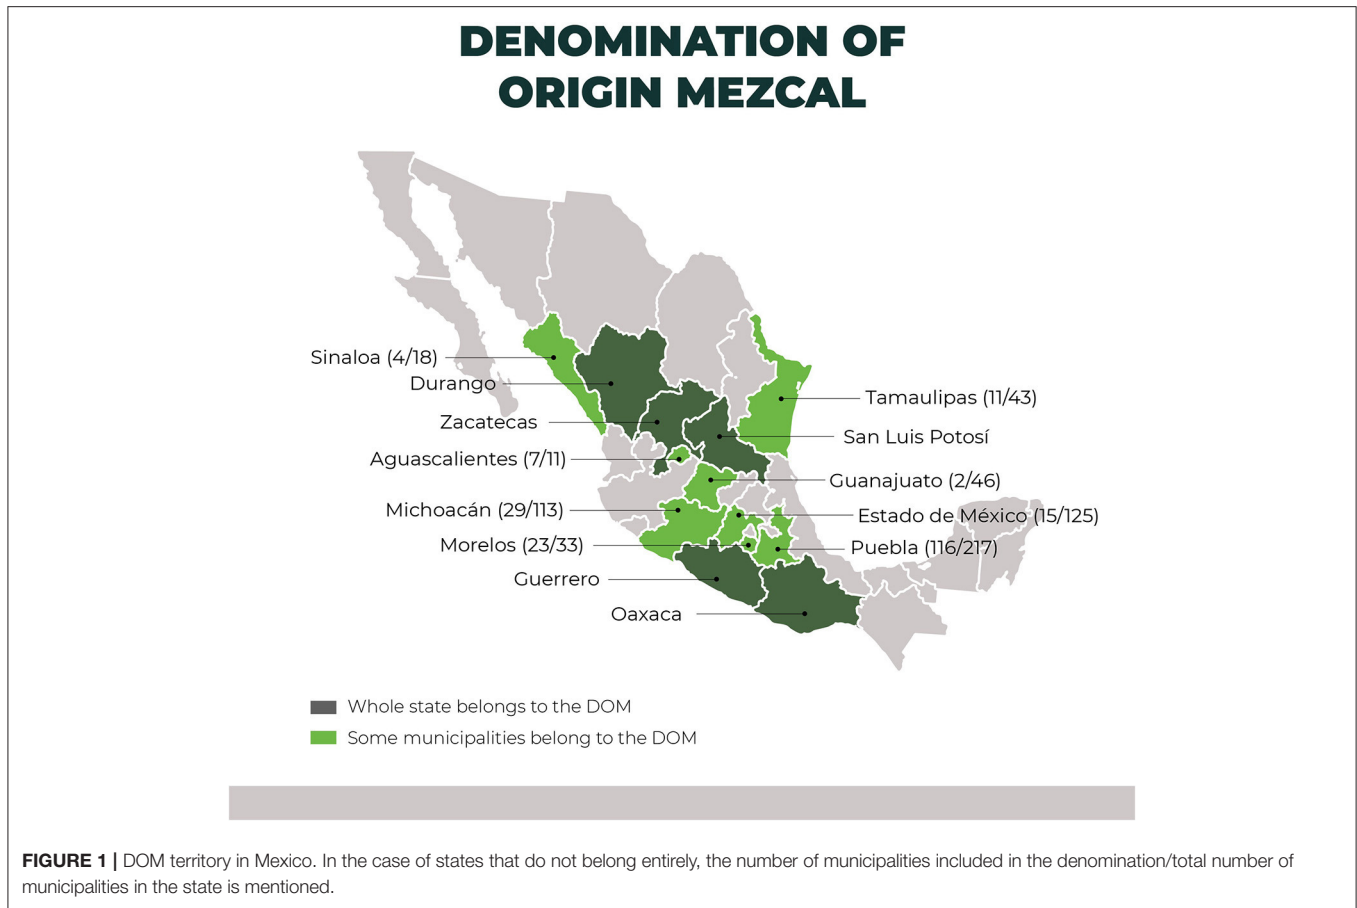 DENOMINATION OF
ORIGIN MEZCAL
Sinaloa (4/18)
Durango
Zacatecas
Aguascalientes (7/11)
Michoacán (29/113)
Morelos (23/33)
Guerrero
Oaxaca
Tamaulipas (11/43)
San Luis Potosí
Guanajuato (2/46)
Estado de México (15/125)
Puebla (116/217)
Whole state belongs to the DOM
Some municipalities belong to the DOM
FIGURE 1 | DOM territory in Mexico. In the case of states that do not belong entirely, the number of municipalities included in the denomination/total number of
municipalities in the state is mentioned.